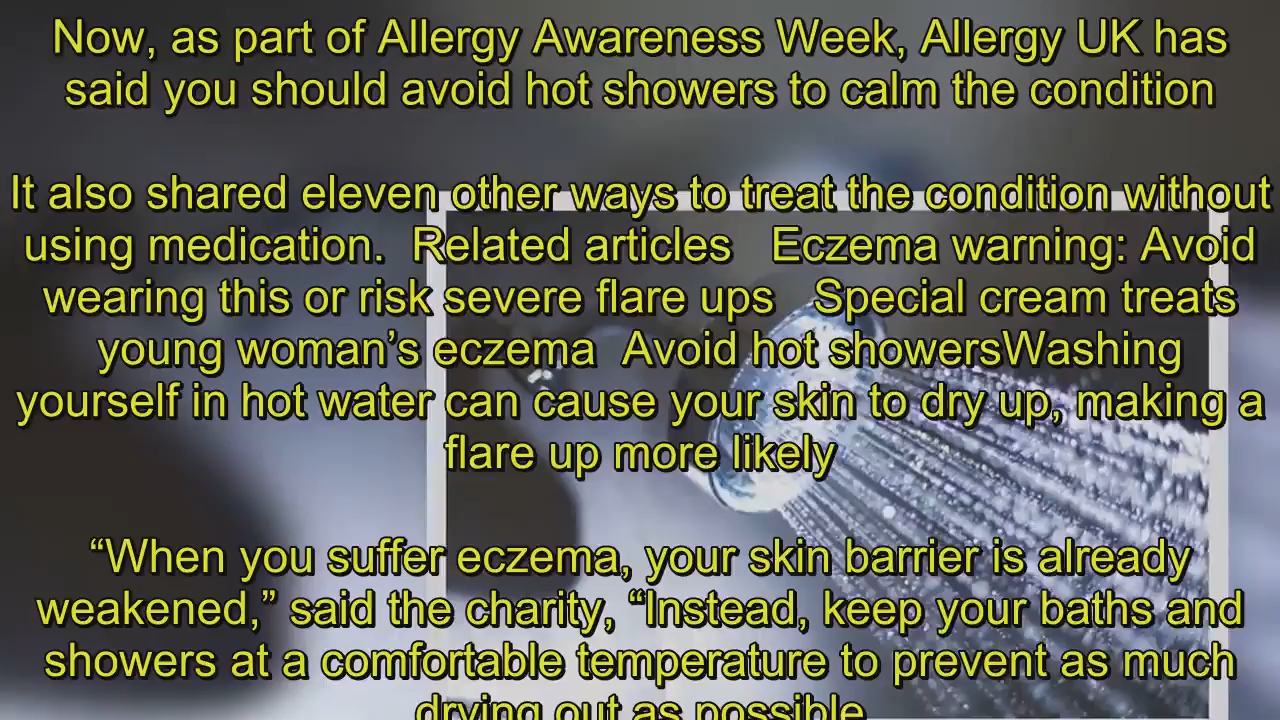 Now, as part of Allergy Awareness Week, Allergy UK has
said you should avoid hot showers to calm the condition
It also shared eleven other ways to treat the condition without
using medication.  Related articles   Eczema warning: Avoid
wearing this or risk severe flare ups   Special cream treats
young woman’s eczema  Avoid hot showersWashing
yourself in hot water can cause your skin to dry up, making a
flare up more likely
“When you suffer eczema, your skin barrier is already
weakened,” said the charity, “Instead, keep your baths and
showers at a comfortable temperature to prevent as much
drying out as possible